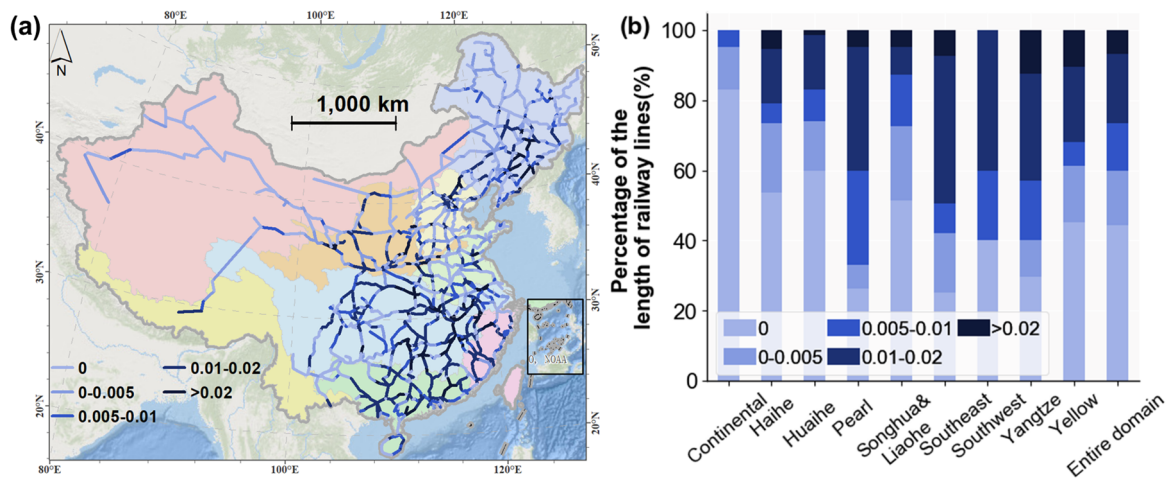 (a)
80°E 100°E 120°E
N
1,000 km
50°N
40°N
40°N
30°N
30°N
20°N
20°N
O, NOAA
0
0-0.005
0.005-0.01
0.01-0.02
>0.02
80°E 100°E 120°E
(b)
Percentage of the
length of railway lines(%)
100
80
60
40
20
0
0
0-0.005
0.005-0.01
0.01-0.02
>0.02
Continental
Haihe
Huaihe
Pearl
Songhua&
Liaohe
Southeast
Southwest
Yangtze
Yellow
Entire domain